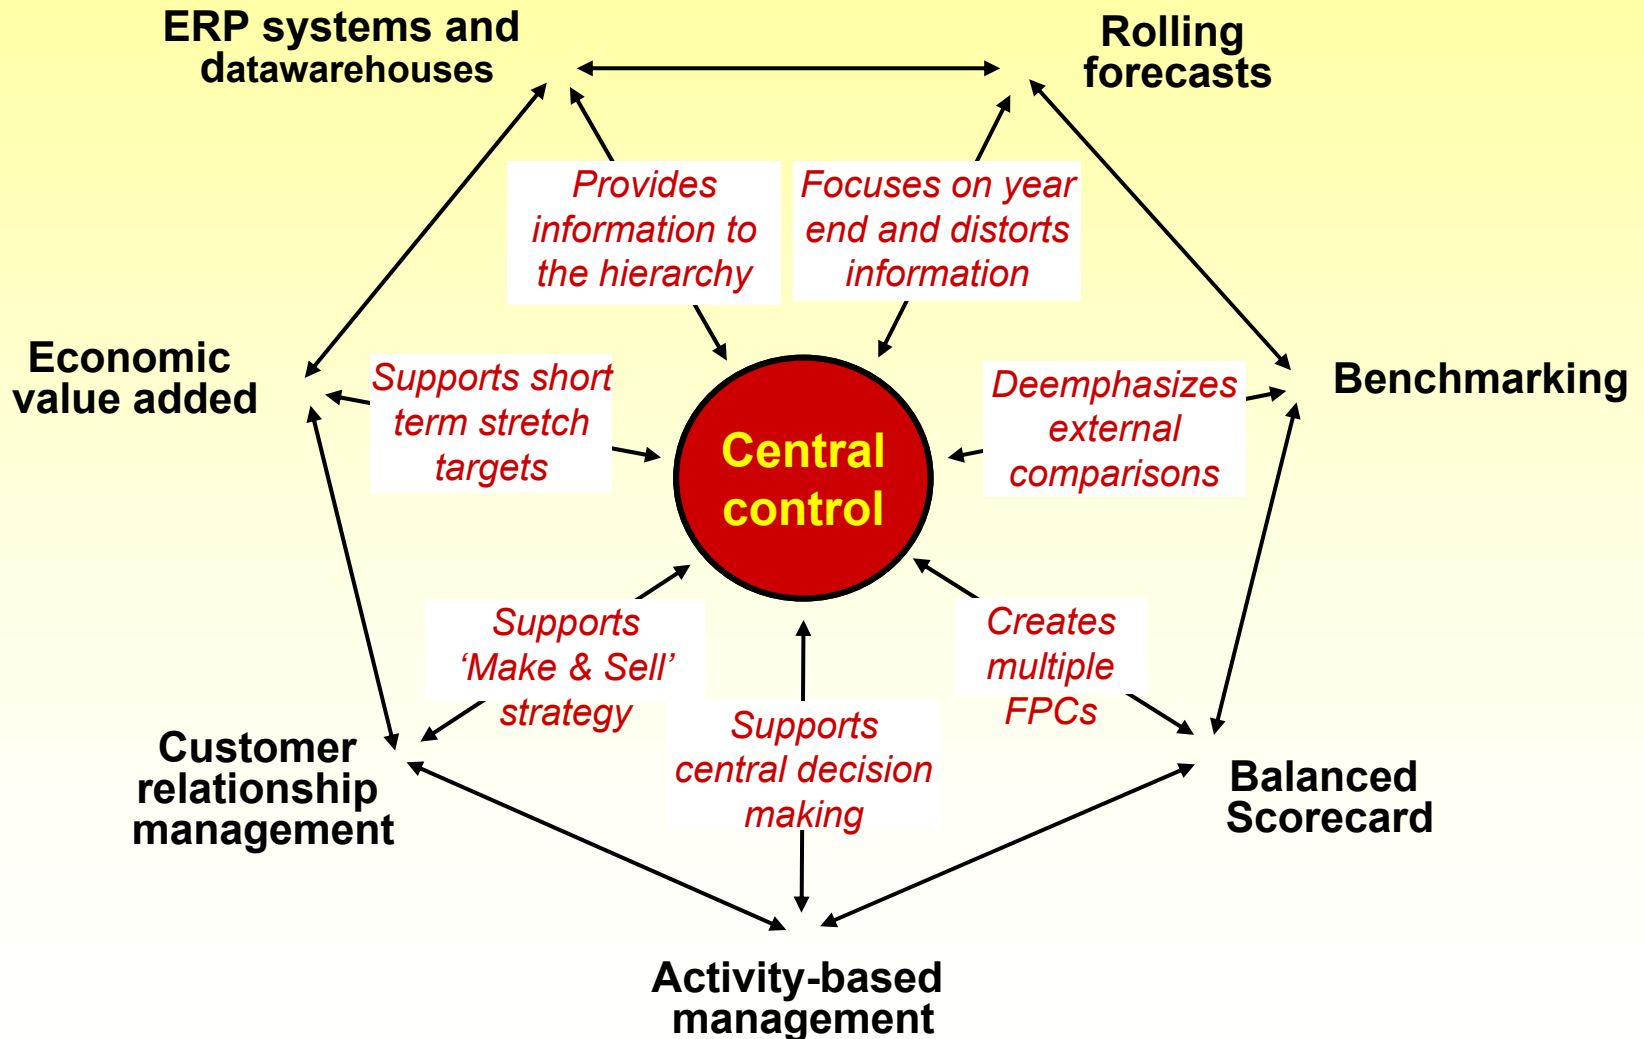 ERP systems and
datawarehouses
Rolling
forecasts
Provides
information to
the hierarchy
Focuses on year
end and distorts
information
Economic
value added
Supports short
term stretch
targets
Central
control
Deemphasizes
external
comparisons
Benchmarking
Supports
‘Make & Sell’
strategy
Creates
multiple
FPCs
Supports
central decision
making
Customer
relationship
management
Balanced
Scorecard
Activity-based
management